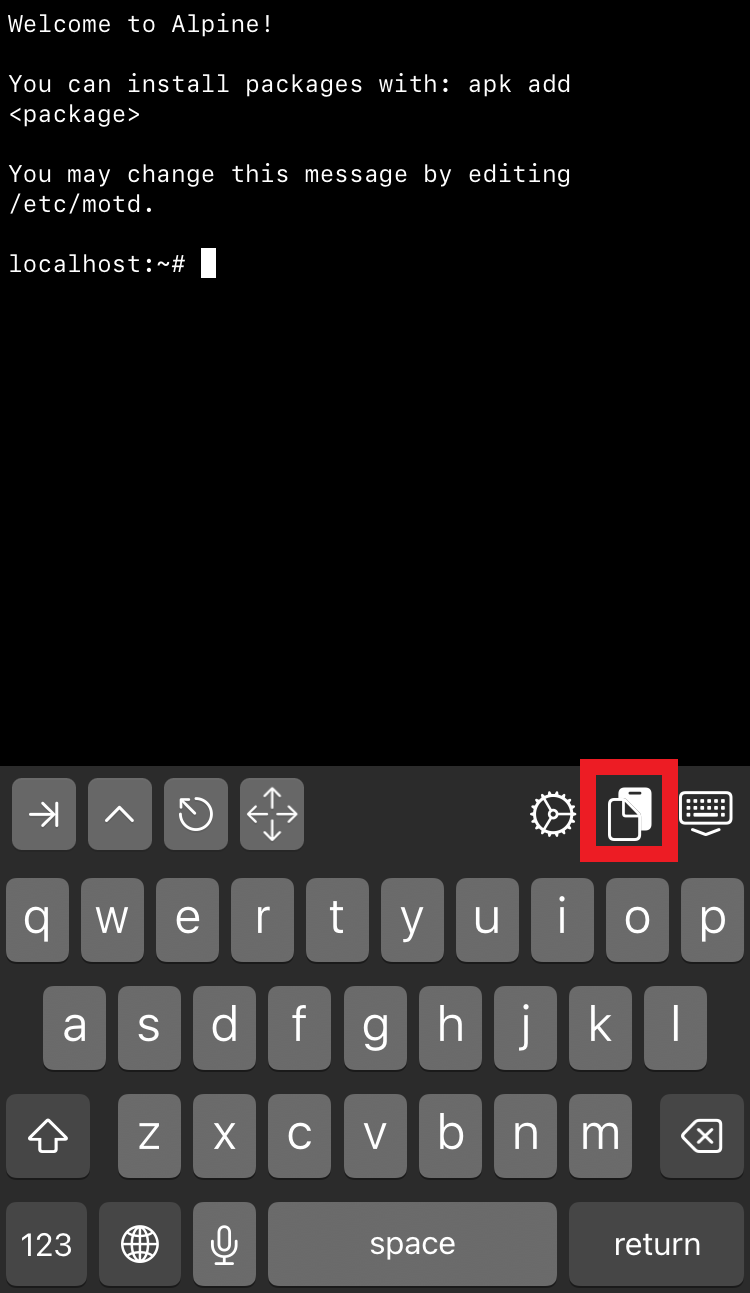 Welcome to Alpine!
You can install packages with: apk add
<package>
You may change this message by editing
/etc/motd.
localhost:~#
q w e r t y u i o p
a s d f g h j k l
z x c v b n m
123 space return